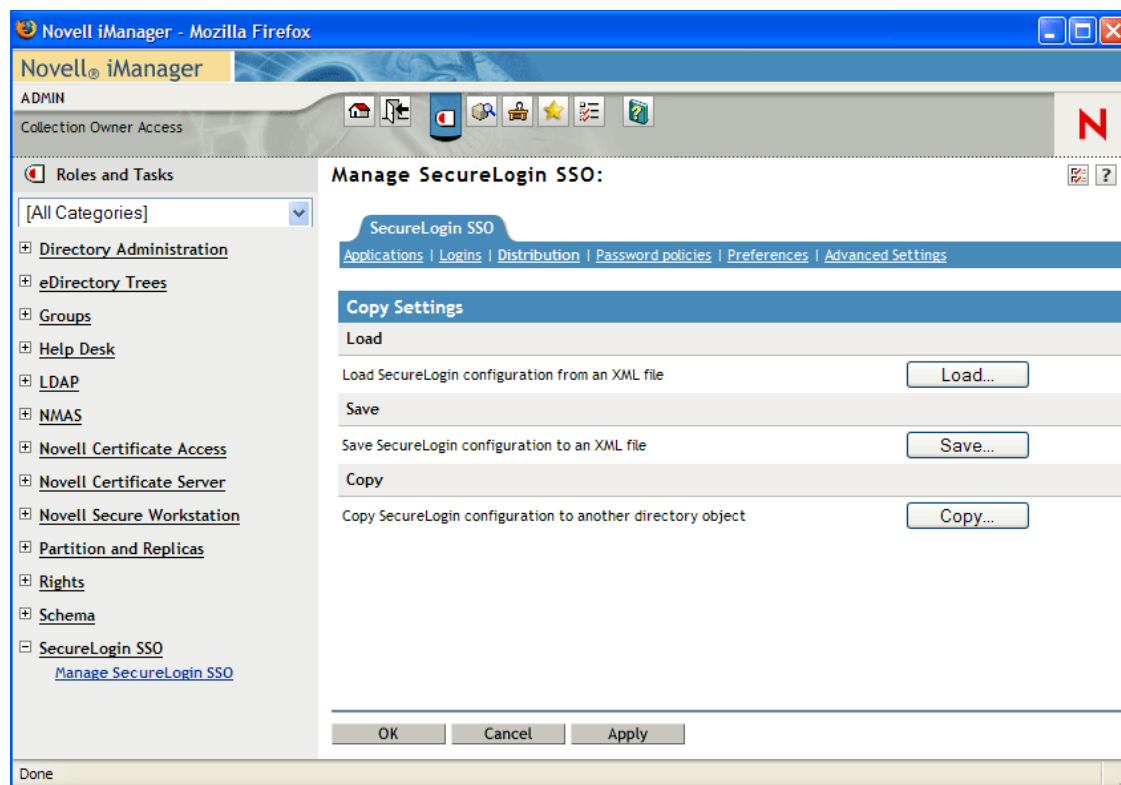 Novell iManager - Mozilla Firefox
Novell® iManager
ADMIN
Collection Owner Access
N
Roles and Tasks
[All Categories]
Directory Administration
eDirectory Trees
Groups
Help Desk
LDAP
NMAS
Novell Certificate Access
Novell Certificate Server
Novell Secure Workstation
Partition and Replicas
Rights
Schema
SecureLogin SSO
Manage SecureLogin SSO
Manage SecureLogin SSO:
?
SecureLogin SSO
Applications | Logins | Distribution | Password policies | Preferences | Advanced Settings
Copy Settings
Load
Load SecureLogin configuration from an XML file Load...
Save
Save SecureLogin configuration to an XML file Save...
Copy
Copy SecureLogin configuration to another directory object Copy...
OK Cancel Apply
Done